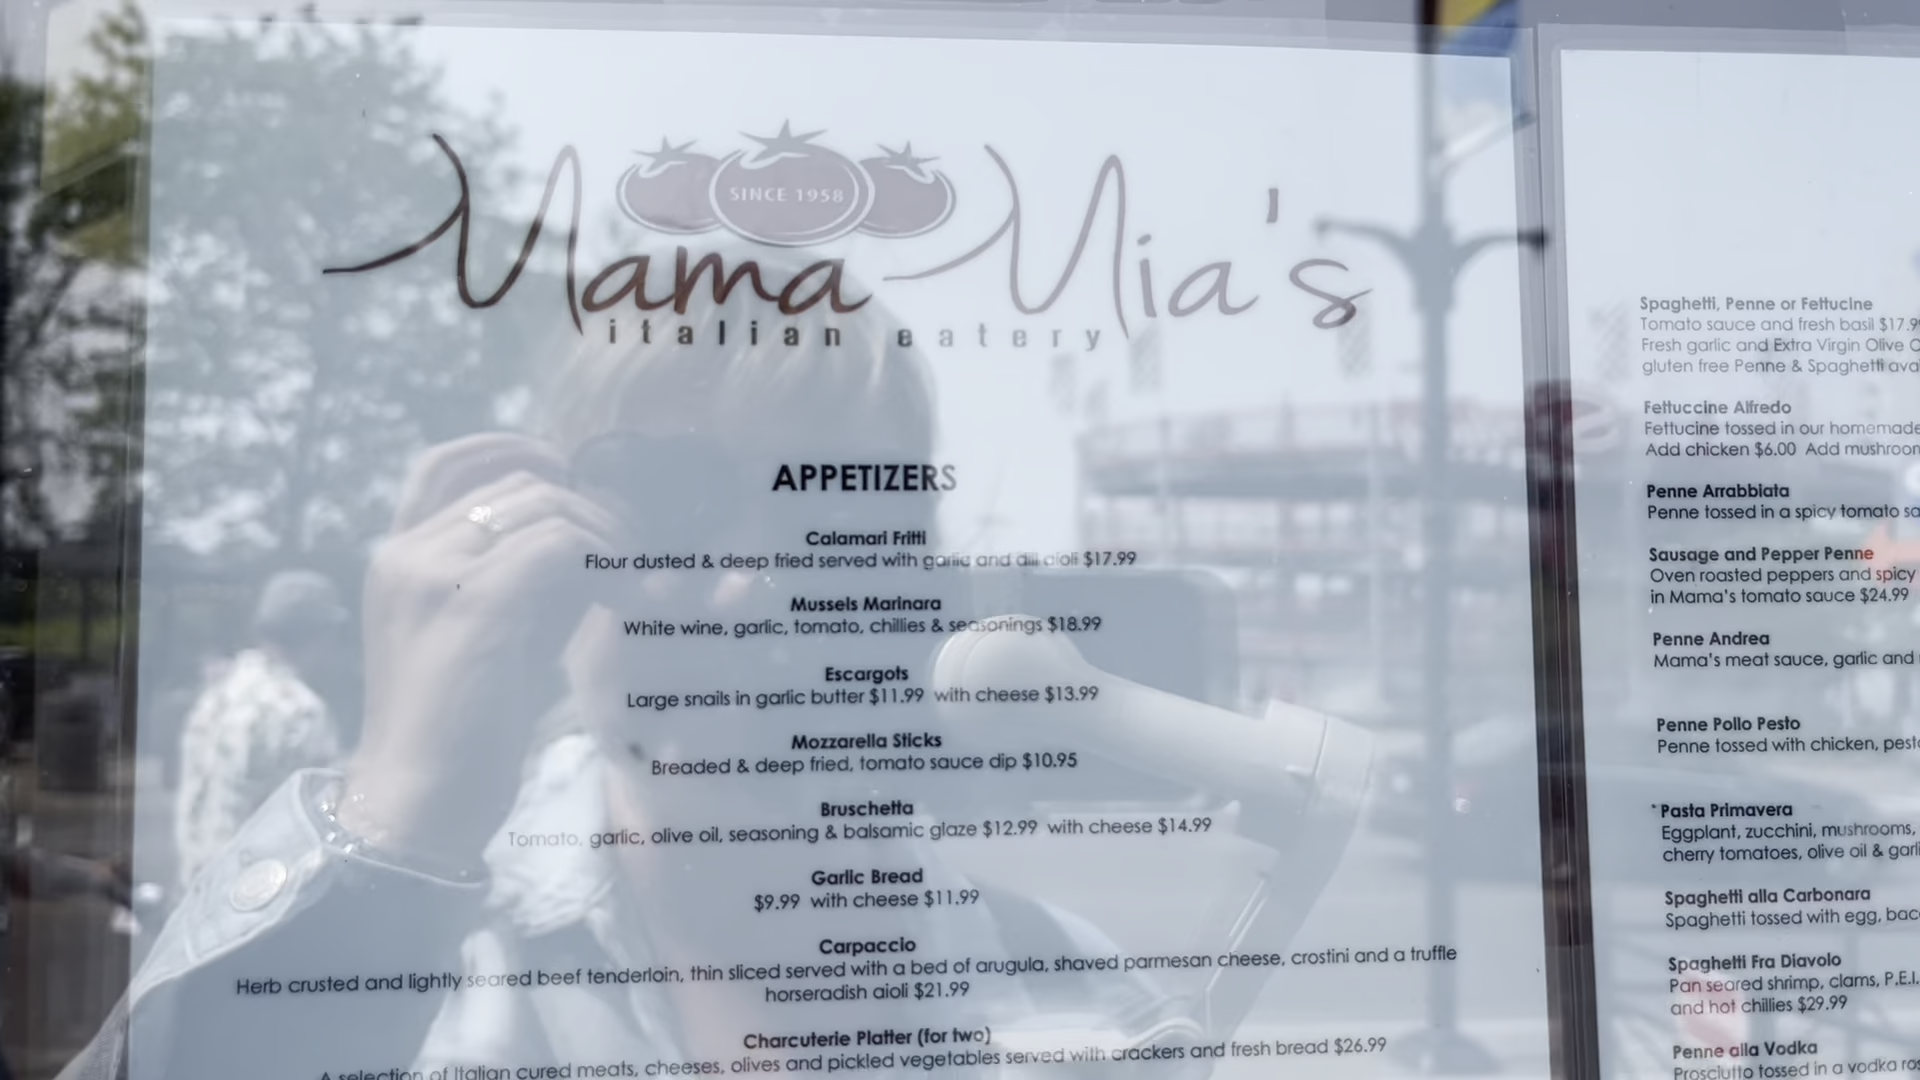 SINCE 1958
Mama Mia's
italian eatery
APPETIZERS
Calamari Fritti
Flour dusted & deep fried served with garlic and dill aioli $17.99
Mussels Marinara
White wine, garlic, tomato, chillies & seasonings $18.99
Escargots
Large snails in garlic butter $11.99 with cheese $13.99
Mozzarella Sticks
Breaded & deep fried, tomato sauce dip $10.95
Bruschetta
Tomato, garlic, olive oil, seasoning & balsamic glaze $12.99 with cheese $14.99
Garlic Bread
$9.99 with cheese $11.99
Carpaccio
Herb crusted and lightly seared beef tenderloin, thin sliced served with a bed of arugula, shaved parmesan cheese, crostini and a truffle
horseradish aioli $21.99
Charcuterie Platter (for two)
A selection of Italian cured meats, cheeses, olives and pickled vegetables served with crackers and fresh bread $26.99
Spaghetti, Penne or Fettucine
Tomato sauce and fresh basil $17.9
Fresh garlic and Extra Virgin Olive O
gluten free Penne & Spaghetti ava
Fettuccine Alfredo
Fettucine tossed in our homemade
Add chicken $6.00 Add mushroom
Penne Arrabbiata
Penne tossed in a spicy tomato sa
Sausage and Pepper Penne
Oven roasted peppers and spicy
in Mama's tomato sauce $24.99
Penne Andrea
Mama's meat sauce, garlic and
Penne Pollo Pesto
Penne tossed with chicken, pest
* Pasta Primavera
Eggplant, zucchini, mushrooms,
cherry tomatoes, olive oil & garli
Spaghetti alla Carbonara
Spaghetti tossed with egg, bac
Spaghetti Fra Diavolo
Pan seared shrimp, clams, P.E.I.
and hot chillies $29.99
Penne alla Vodka
Prosciutto tossed in a vodka ros